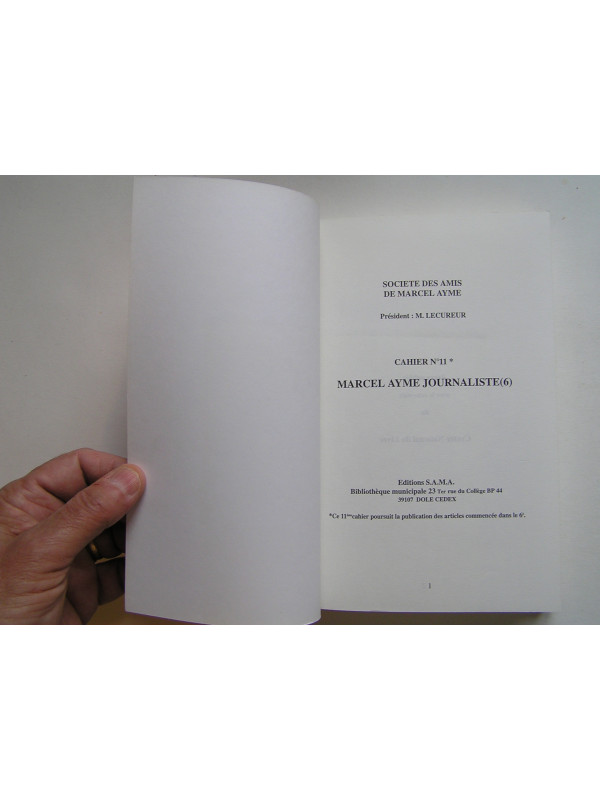 SOCIETE DES AMIS
DE MARCEL AYME
Président : M. LECUREUR
CAHIER N°11 *
MARCEL AYME JOURNALISTE(6)
Editions S.A.M.A.
Bibliothèque municipale 23 Ter rue du Collège BP 44
39107 DOLE CEDEX
*Ce 11ème cahier poursuit la publication des articles commencée dans le 6e.
1